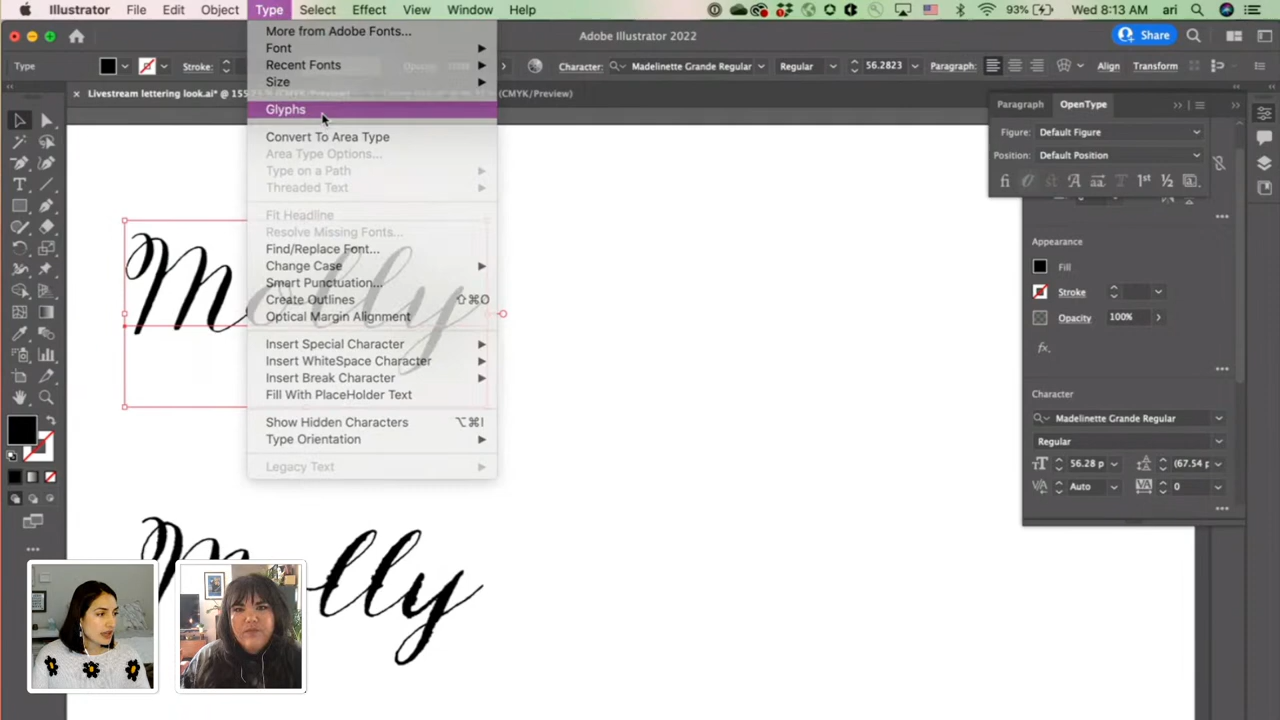 Illustrator File Edit Object Type Select Effect View Window Help 93% Wed 8:13 AM ari
Adobe Illustrator 2022 Share
Type Stroke: Character: Madelinette Grande Regular Regular 56.2823 Paragraph: Align Transform
Livestream lettering look.ai* @ (CMYK/Preview)
More from Adobe Fonts...
Font
Recent Fonts
Size
Glyphs
Convert To Area Type
Area Type Options...
Type on a Path
Threaded Text
Fit Headline
Resolve Missing Fonts...
Find/Replace Font...
Change Case
Smart Punctuation...
Create Outlines ⇧⌘O
Optical Margin Alignment
Insert Special Character
Insert WhiteSpace Character
Insert Break Character
Fill With PlaceHolder Text
Show Hidden Characters ⌥⌘I
Type Orientation
Legacy Text
Paragraph OpenType
Figure: Default Figure
Position: Default Position
Appearance
Fill
Stroke
Opacity 100%
fx.
Character
Madelinette Grande Regular
Regular
56.28 p (67.54 p
Auto 0
Molly
Molly